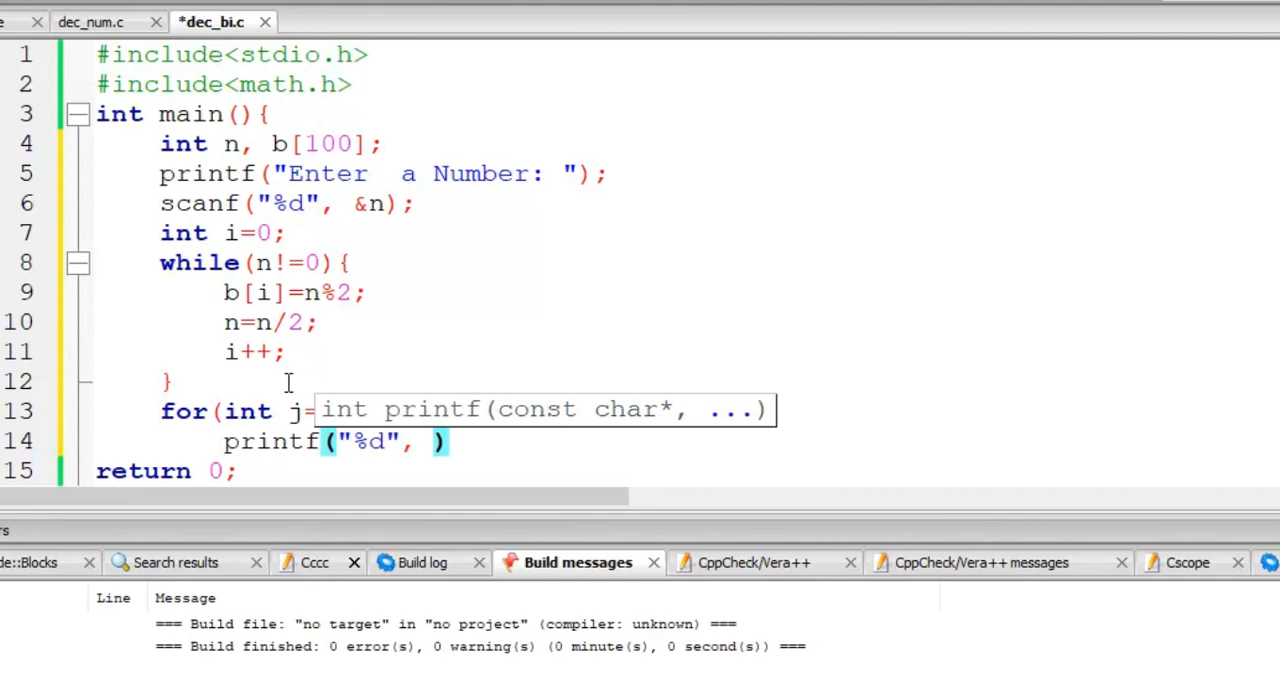 e dec_num.c *dec_bi.c
1 #include<stdio.h>
2 #include<math.h>
3 int main(){
4 int n, b[100];
5 printf("Enter  a Number: ");
6 scanf("%d", &n);
7 int i=0;
8 while(n!=0){
9 b[i]=n%2;
10 n=n/2;
11 i++;
12 }
13 for(int j=
int printf(const char*, ...)
14 printf("%d", )
15 return 0;
rs
de::Blocks Search results Cccc Build log Build messages CppCheck/Vera++ CppCheck/Vera++ messages Cscope
Line Message
=== Build file: "no target" in "no project" (compiler: unknown) ===
=== Build finished: 0 error(s), 0 warning(s) (0 minute(s), 0 second(s)) ===